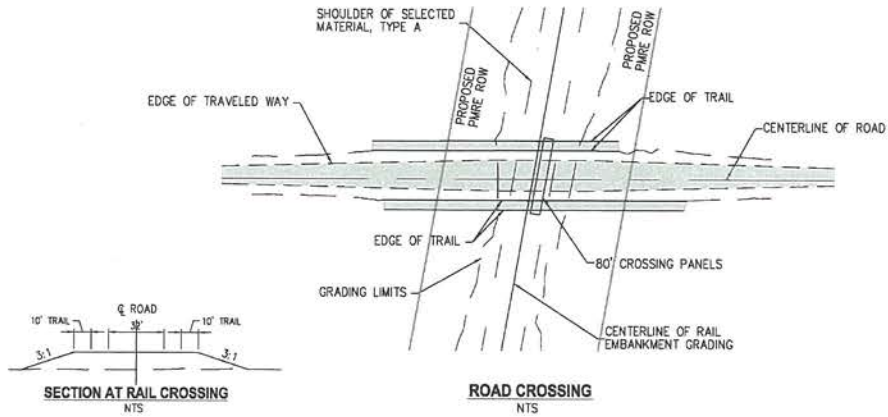 SHOULDER OF SELECTED
MATERIAL, TYPE A
PROPOSED
PMRE ROW
PROPOSED
PMRE ROW
EDGE OF TRAVELED WAY
EDGE OF TRAIL
CENTERLINE OF ROAD
EDGE OF TRAIL
80' CROSSING PANELS
GRADING LIMITS
CENTERLINE OF RAIL
EMBANKMENT GRADING
℄ ROAD
10' TRAIL
32'
10' TRAIL
3:1
3:1
SECTION AT RAIL CROSSING
NTS
ROAD CROSSING
NTS